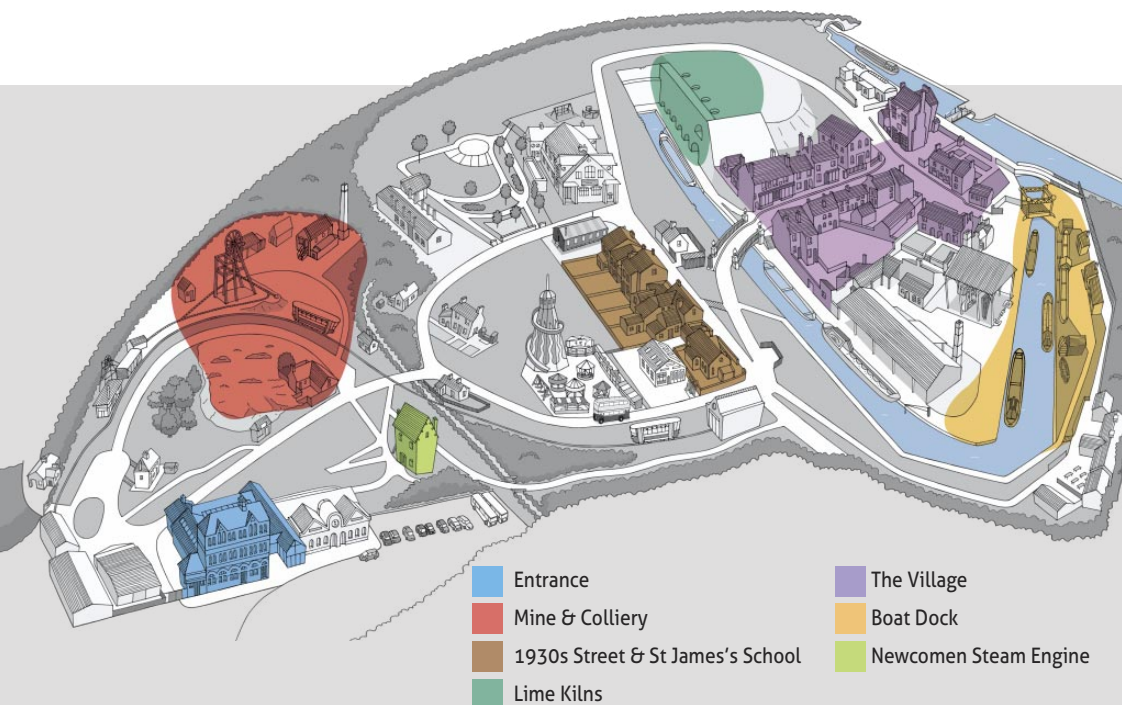 Entrance
Mine & Colliery
1930s Street & St James's School
Lime Kilns
The Village
Boat Dock
Newcomen Steam Engine